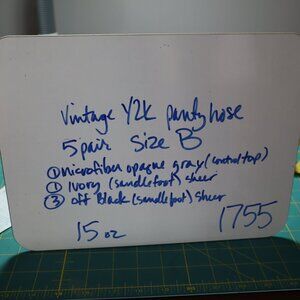 Vintage Y2K pantyhose
5 pair Size B
① microfiber opaque gray (control top)
① Ivory (sandlefoot) sheer
③ off Black (sandlefoot) Sheer
15 oz 1755